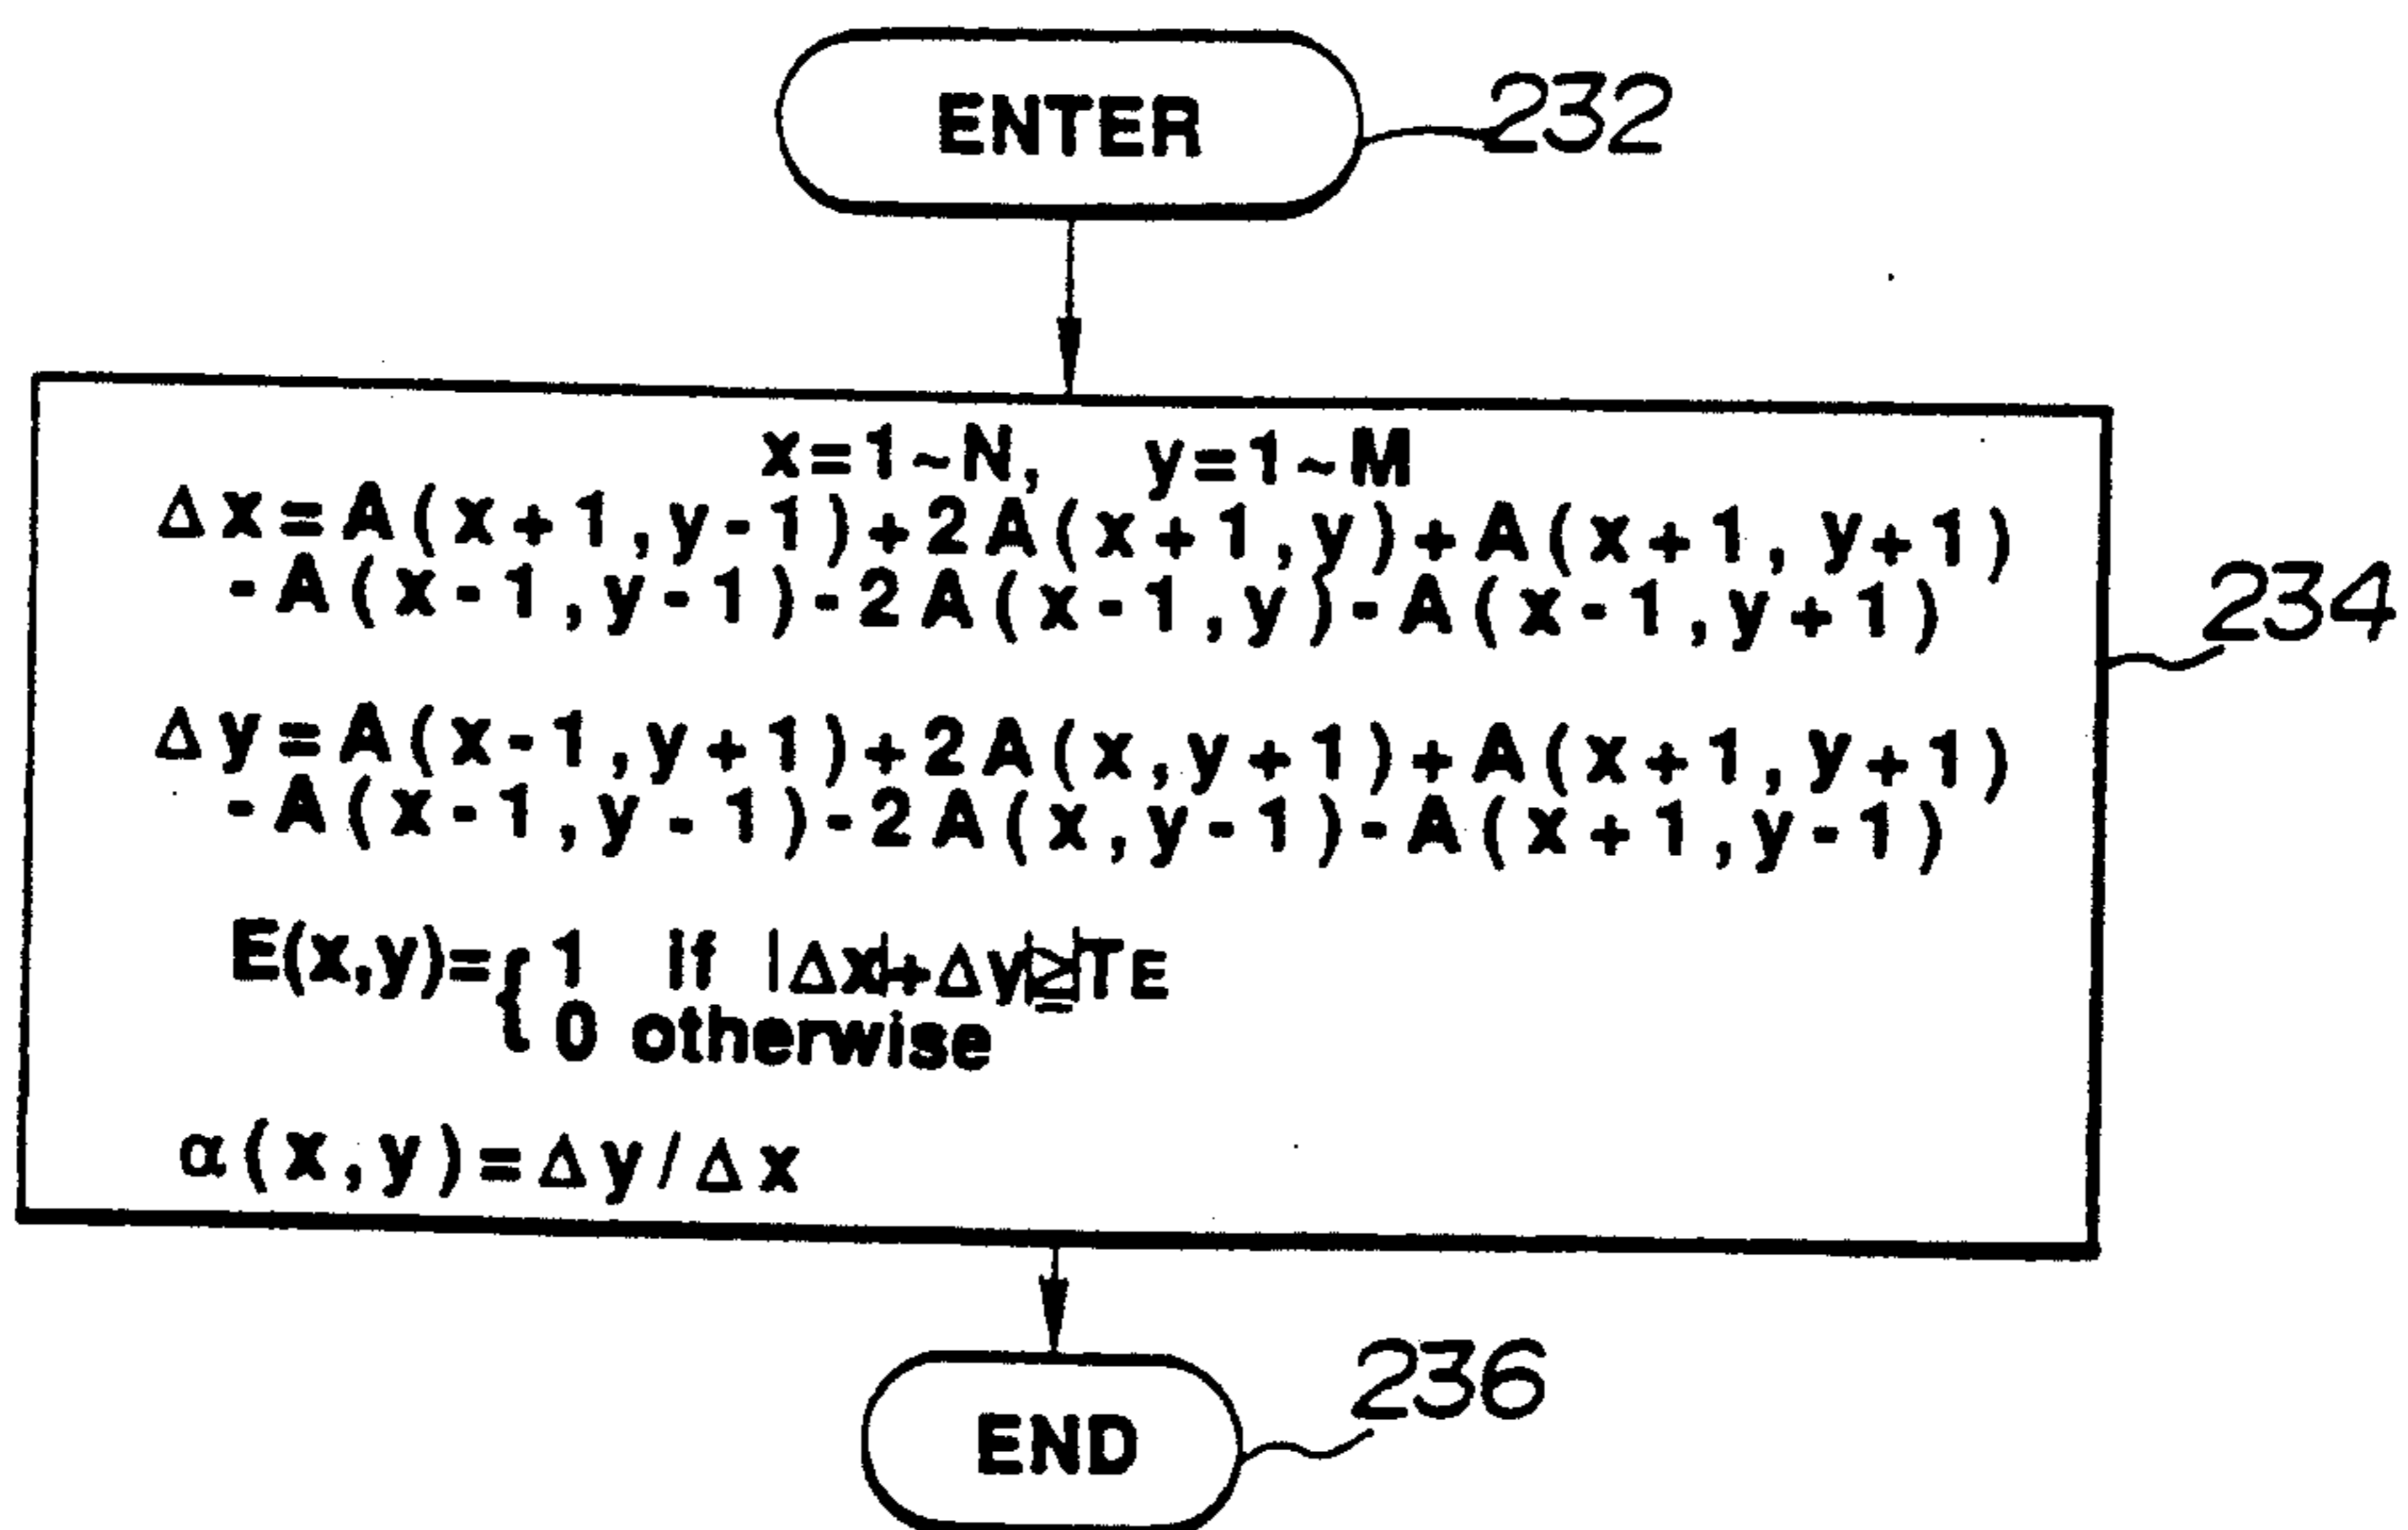 ENTER
232
x=1~N, y=1~M
Δx=A(x+1,y-1)+2A(x+1,y)+A(x+1,y+1)
-A(x-1,y-1)-2A(x-1,y)-A(x-1,y+1)
234
Δy=A(x-1,y+1)+2A(x,y+1)+A(x+1,y+1)
-A(x-1,y-1)-2A(x,y-1)-A(x+1,y-1)
E(x,y)={1 if |Δx|+|Δy|≧TE
0 otherwise
α(x,y)=Δy/Δx
236
END